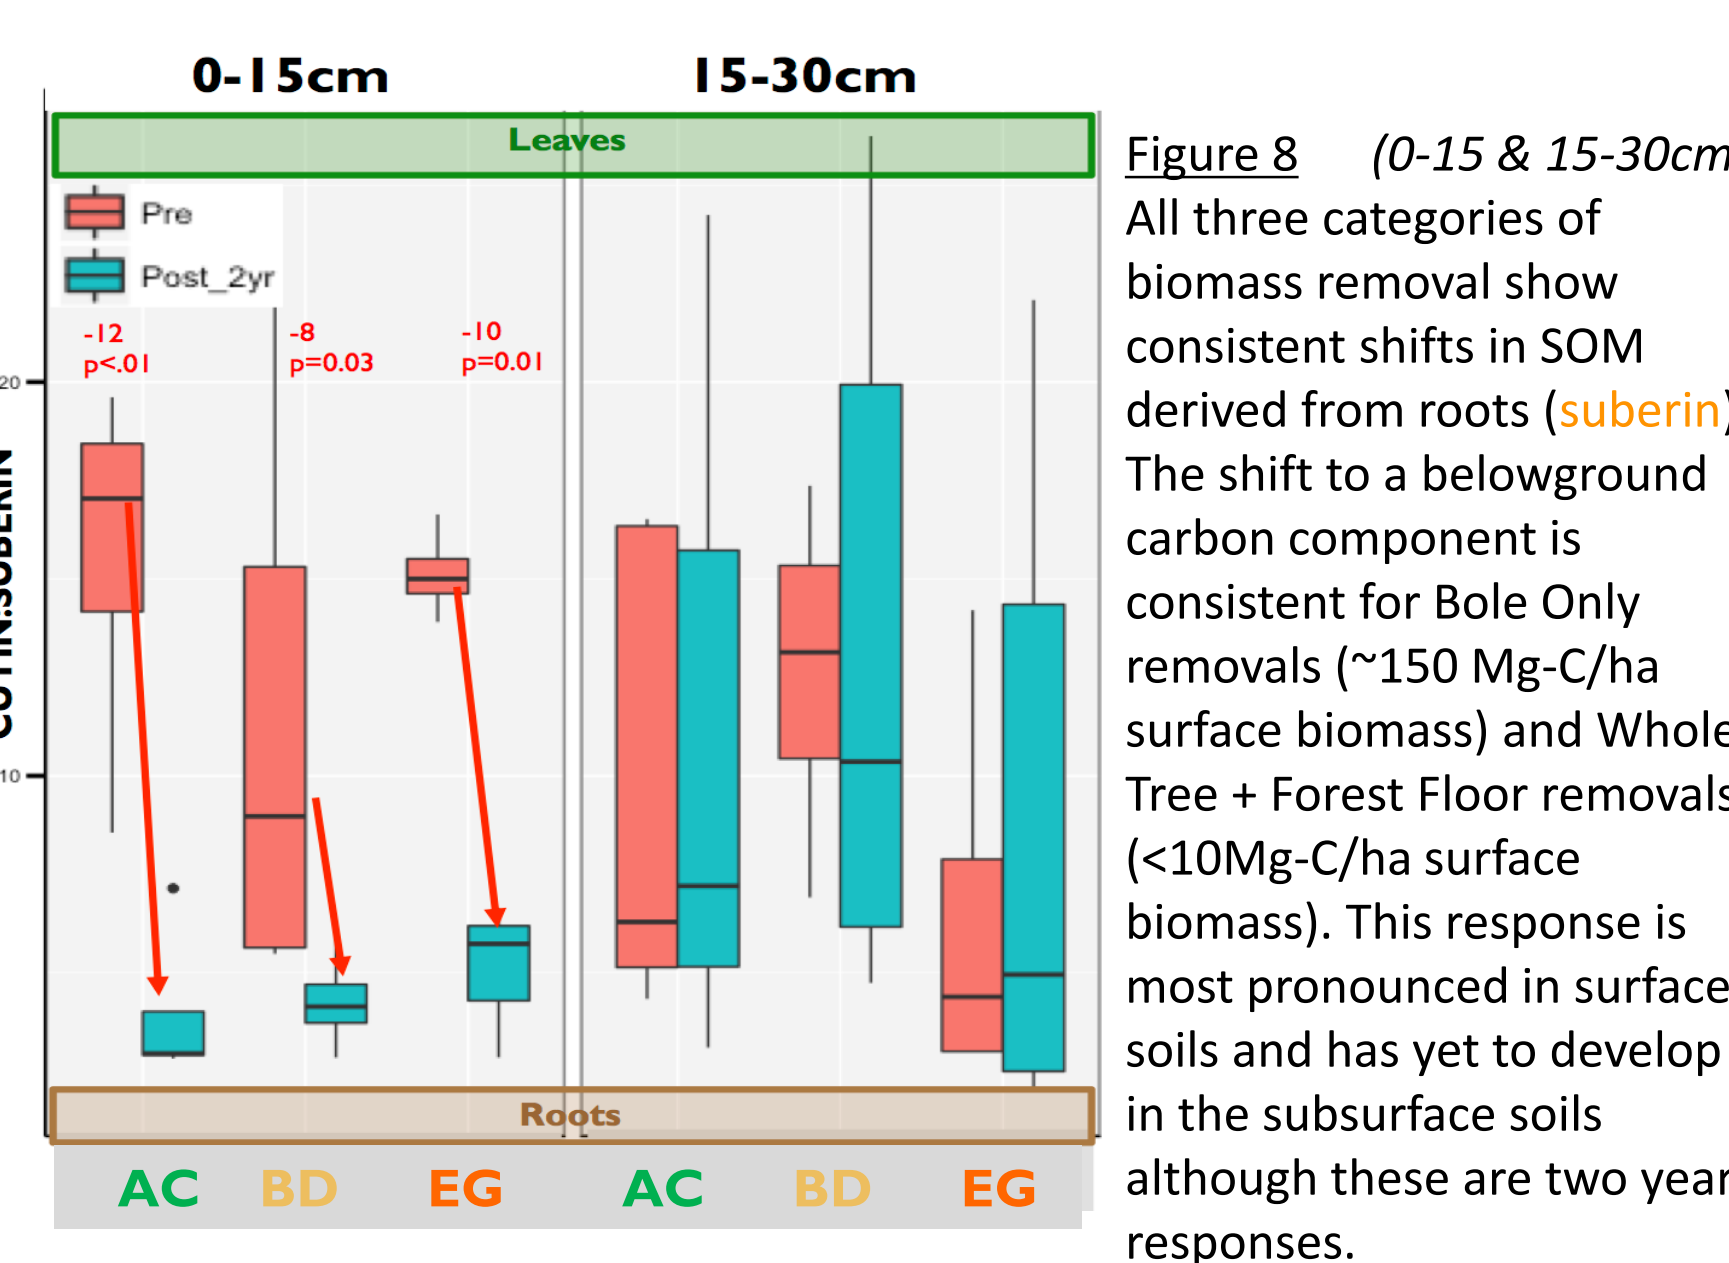 0-15cm
15-30cm
Leaves
Pre
Post_2yr
-12
p<.01
-8
p=0.03
-10
p=0.01
20
10
Roots
AC BD EG AC BD EG
Figure 8 (0-15 & 15-30cm
All three categories of
biomass removal show
consistent shifts in SOM
derived from roots (suberin)
The shift to a belowground
carbon component is
consistent for Bole Only
removals (~150 Mg-C/ha
surface biomass) and Whole
Tree + Forest Floor removals
(<10Mg-C/ha surface
biomass). This response is
most pronounced in surface
soils and has yet to develop
in the subsurface soils
although these are two year
responses.